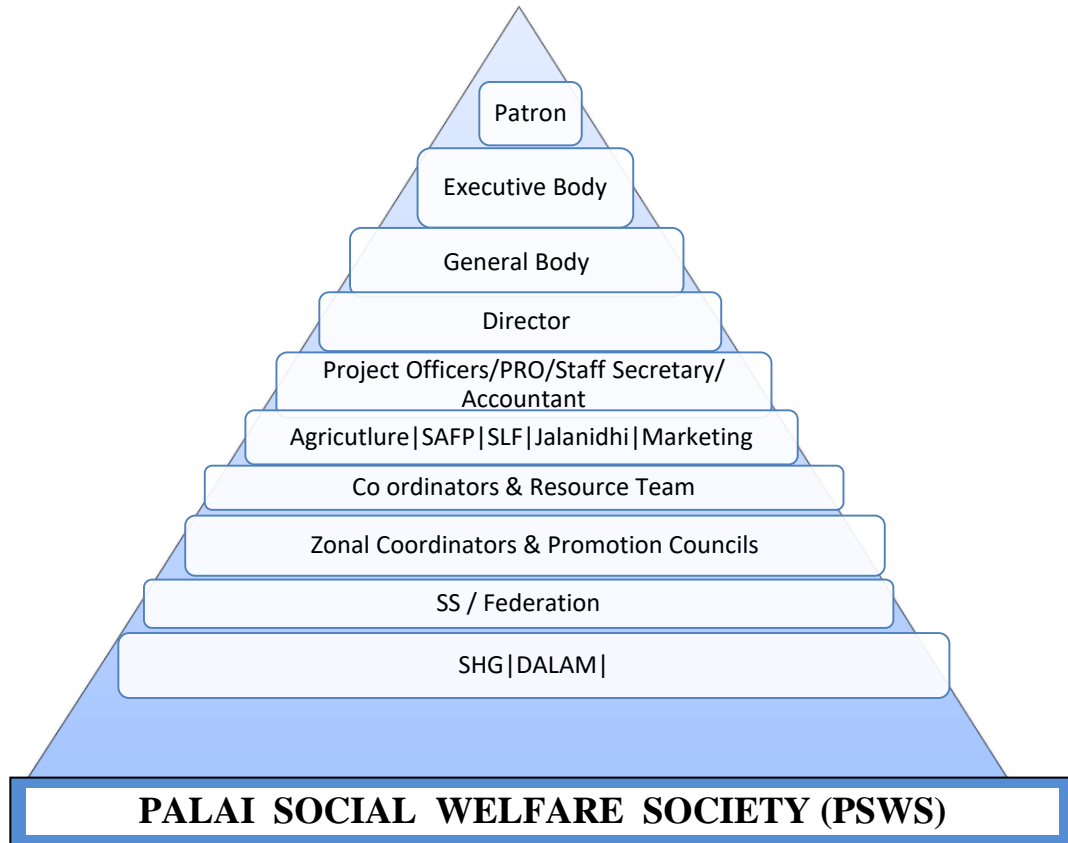 Patron
Executive Body
General Body
Director
Project Officers/PRO/Staff Secretary/
Accountant
Agricutlure|SAFP|SLF|Jalanidhi|Marketing
Co ordinators & Resource Team
Zonal Coordinators & Promotion Councils
SS / Federation
SHG|DALAM|
PALAI SOCIAL WELFARE SOCIETY (PSWS)